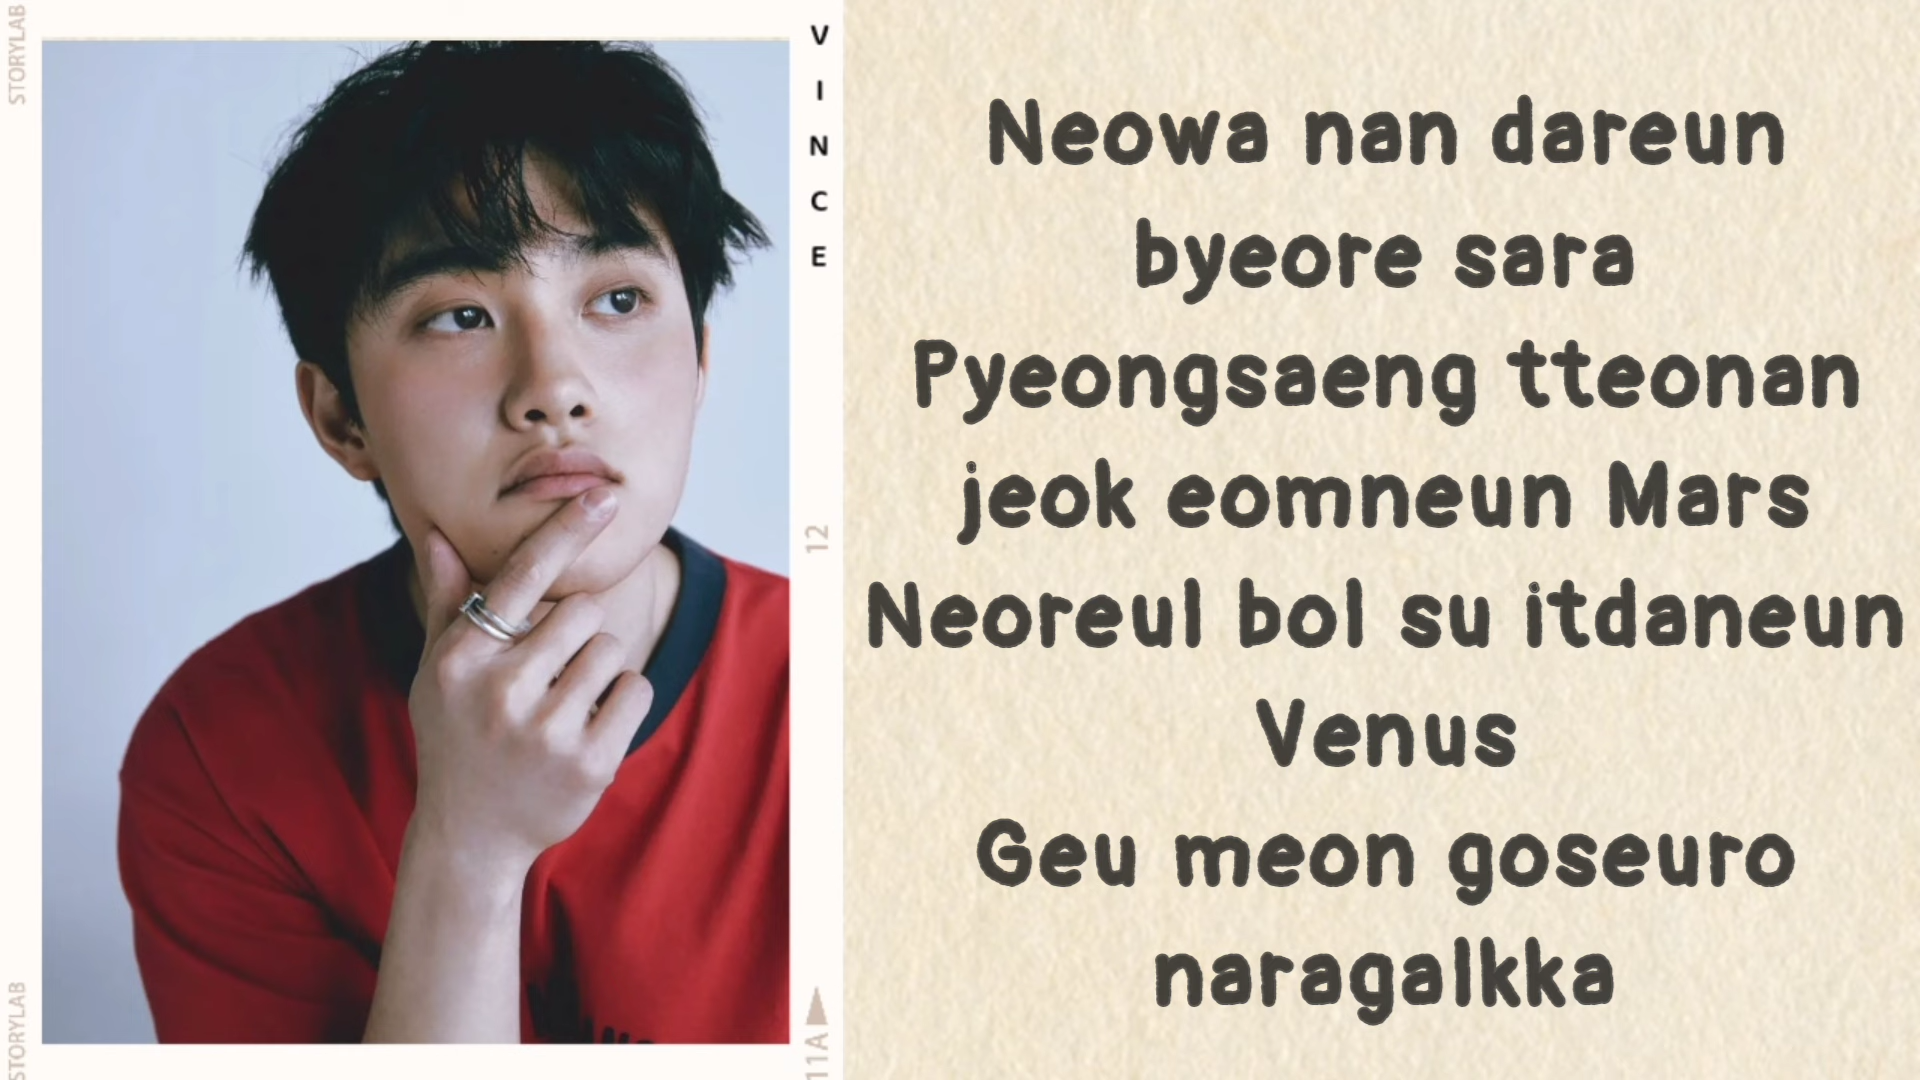 STORYLAB
VINCE
12
11A
STORYLAB
Neowa nan dareun
byeore sara
Pyeongsaeng tteonan
jeok eomneun Mars
Neoreul bol su itdaneun
Venus
Geu meon goseuro
naragalkka